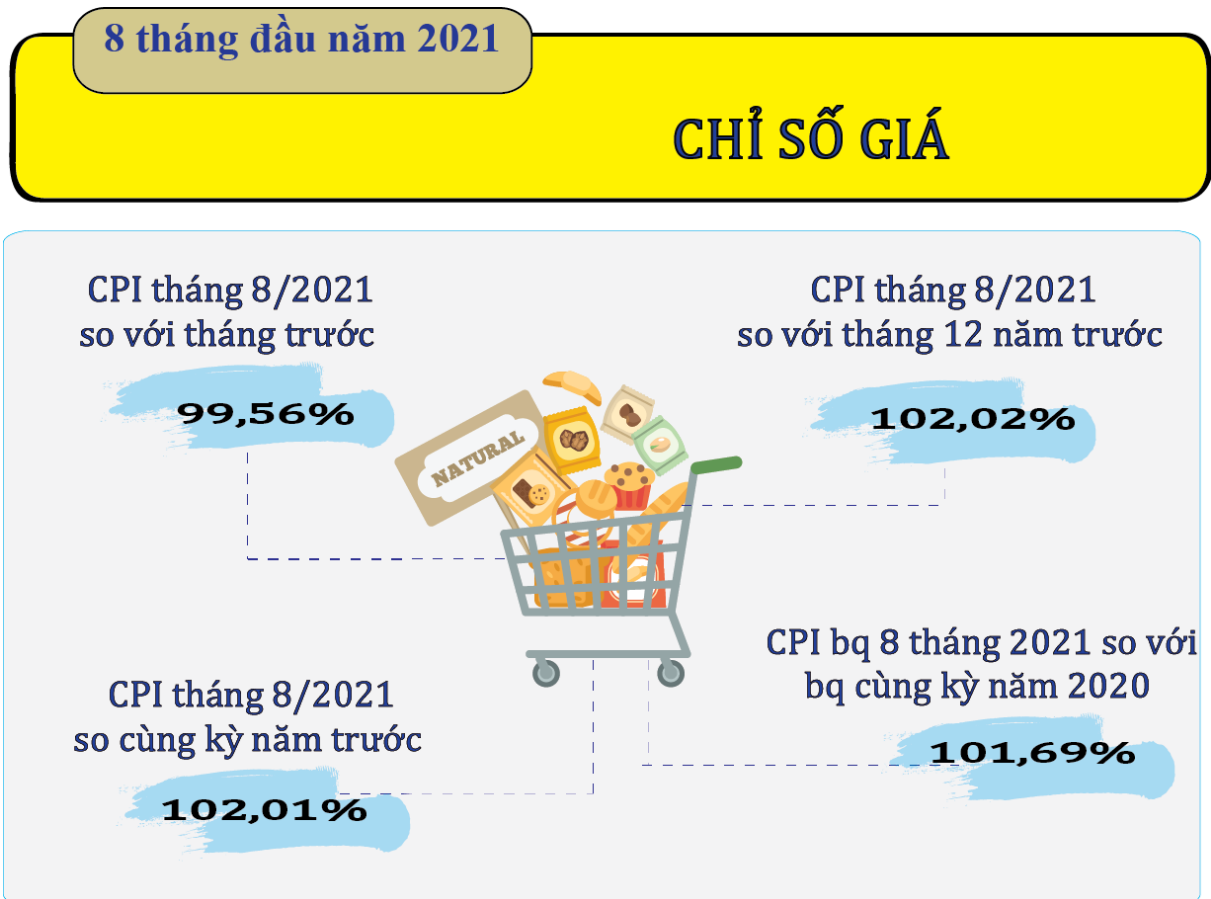 8 tháng đầu năm 2021
CHỈ SỐ GIÁ
CPI tháng 8/2021
so với tháng trước
99,56%
CPI tháng 8/2021
so với tháng 12 năm trước
102,02%
NATURAL
CPI tháng 8/2021
so cùng kỳ năm trước
102,01%
CPI bq 8 tháng 2021 so với
bq cùng kỳ năm 2020
101,69%